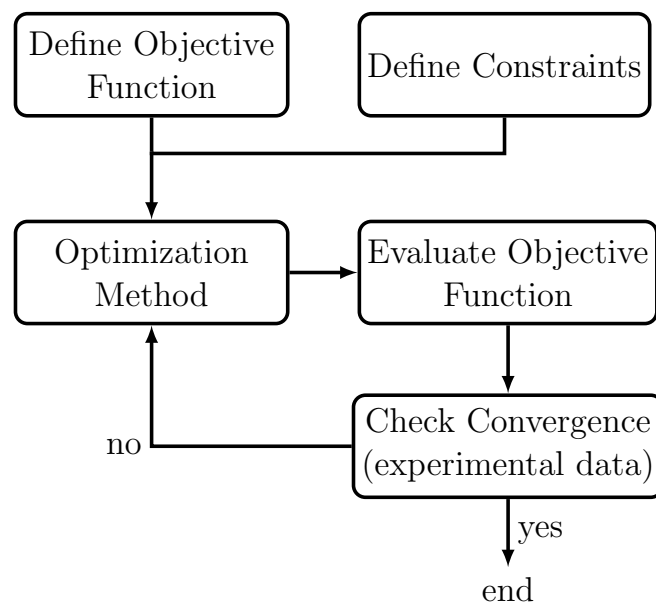 Define Objective
Function
Define Constraints
Optimization
Method
Evaluate Objective
Function
Check Convergence
(experimental data)
no
yes
end